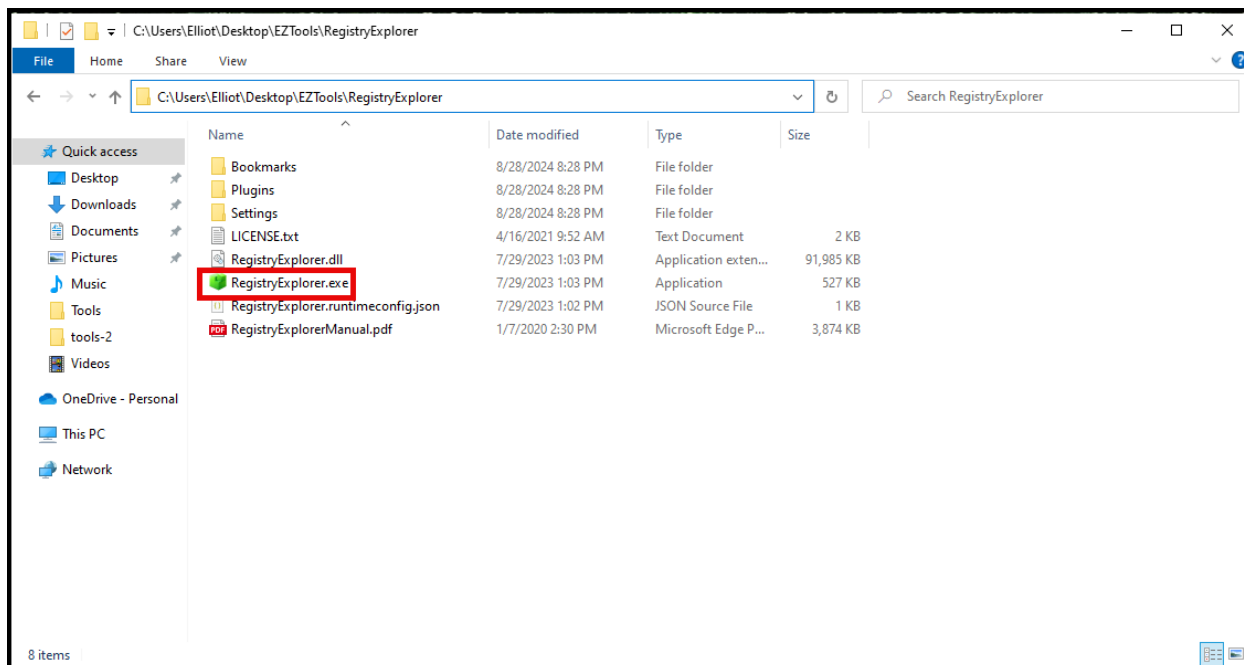 C:\Users\Elliot\Desktop\EZTools\RegistryExplorer
File Home Share View
C:\Users\Elliot\Desktop\EZTools\RegistryExplorer
Search RegistryExplorer
Name Date modified Type Size
Quick access
Desktop
Downloads
Documents
Pictures
Music
Tools
tools-2
Videos
OneDrive - Personal
This PC
Network
Bookmarks 8/28/2024 8:28 PM File folder
Plugins 8/28/2024 8:28 PM File folder
Settings 8/28/2024 8:28 PM File folder
LICENSE.txt 4/16/2021 9:52 AM Text Document 2 KB
RegistryExplorer.dll 7/29/2023 1:03 PM Application exten... 91,985 KB
RegistryExplorer.exe 7/29/2023 1:03 PM Application 527 KB
RegistryExplorer.runtimeconfig.json 7/29/2023 1:02 PM JSON Source File 1 KB
PDF RegistryExplorerManual.pdf 1/7/2020 2:30 PM Microsoft Edge P... 3,874 KB
8 items